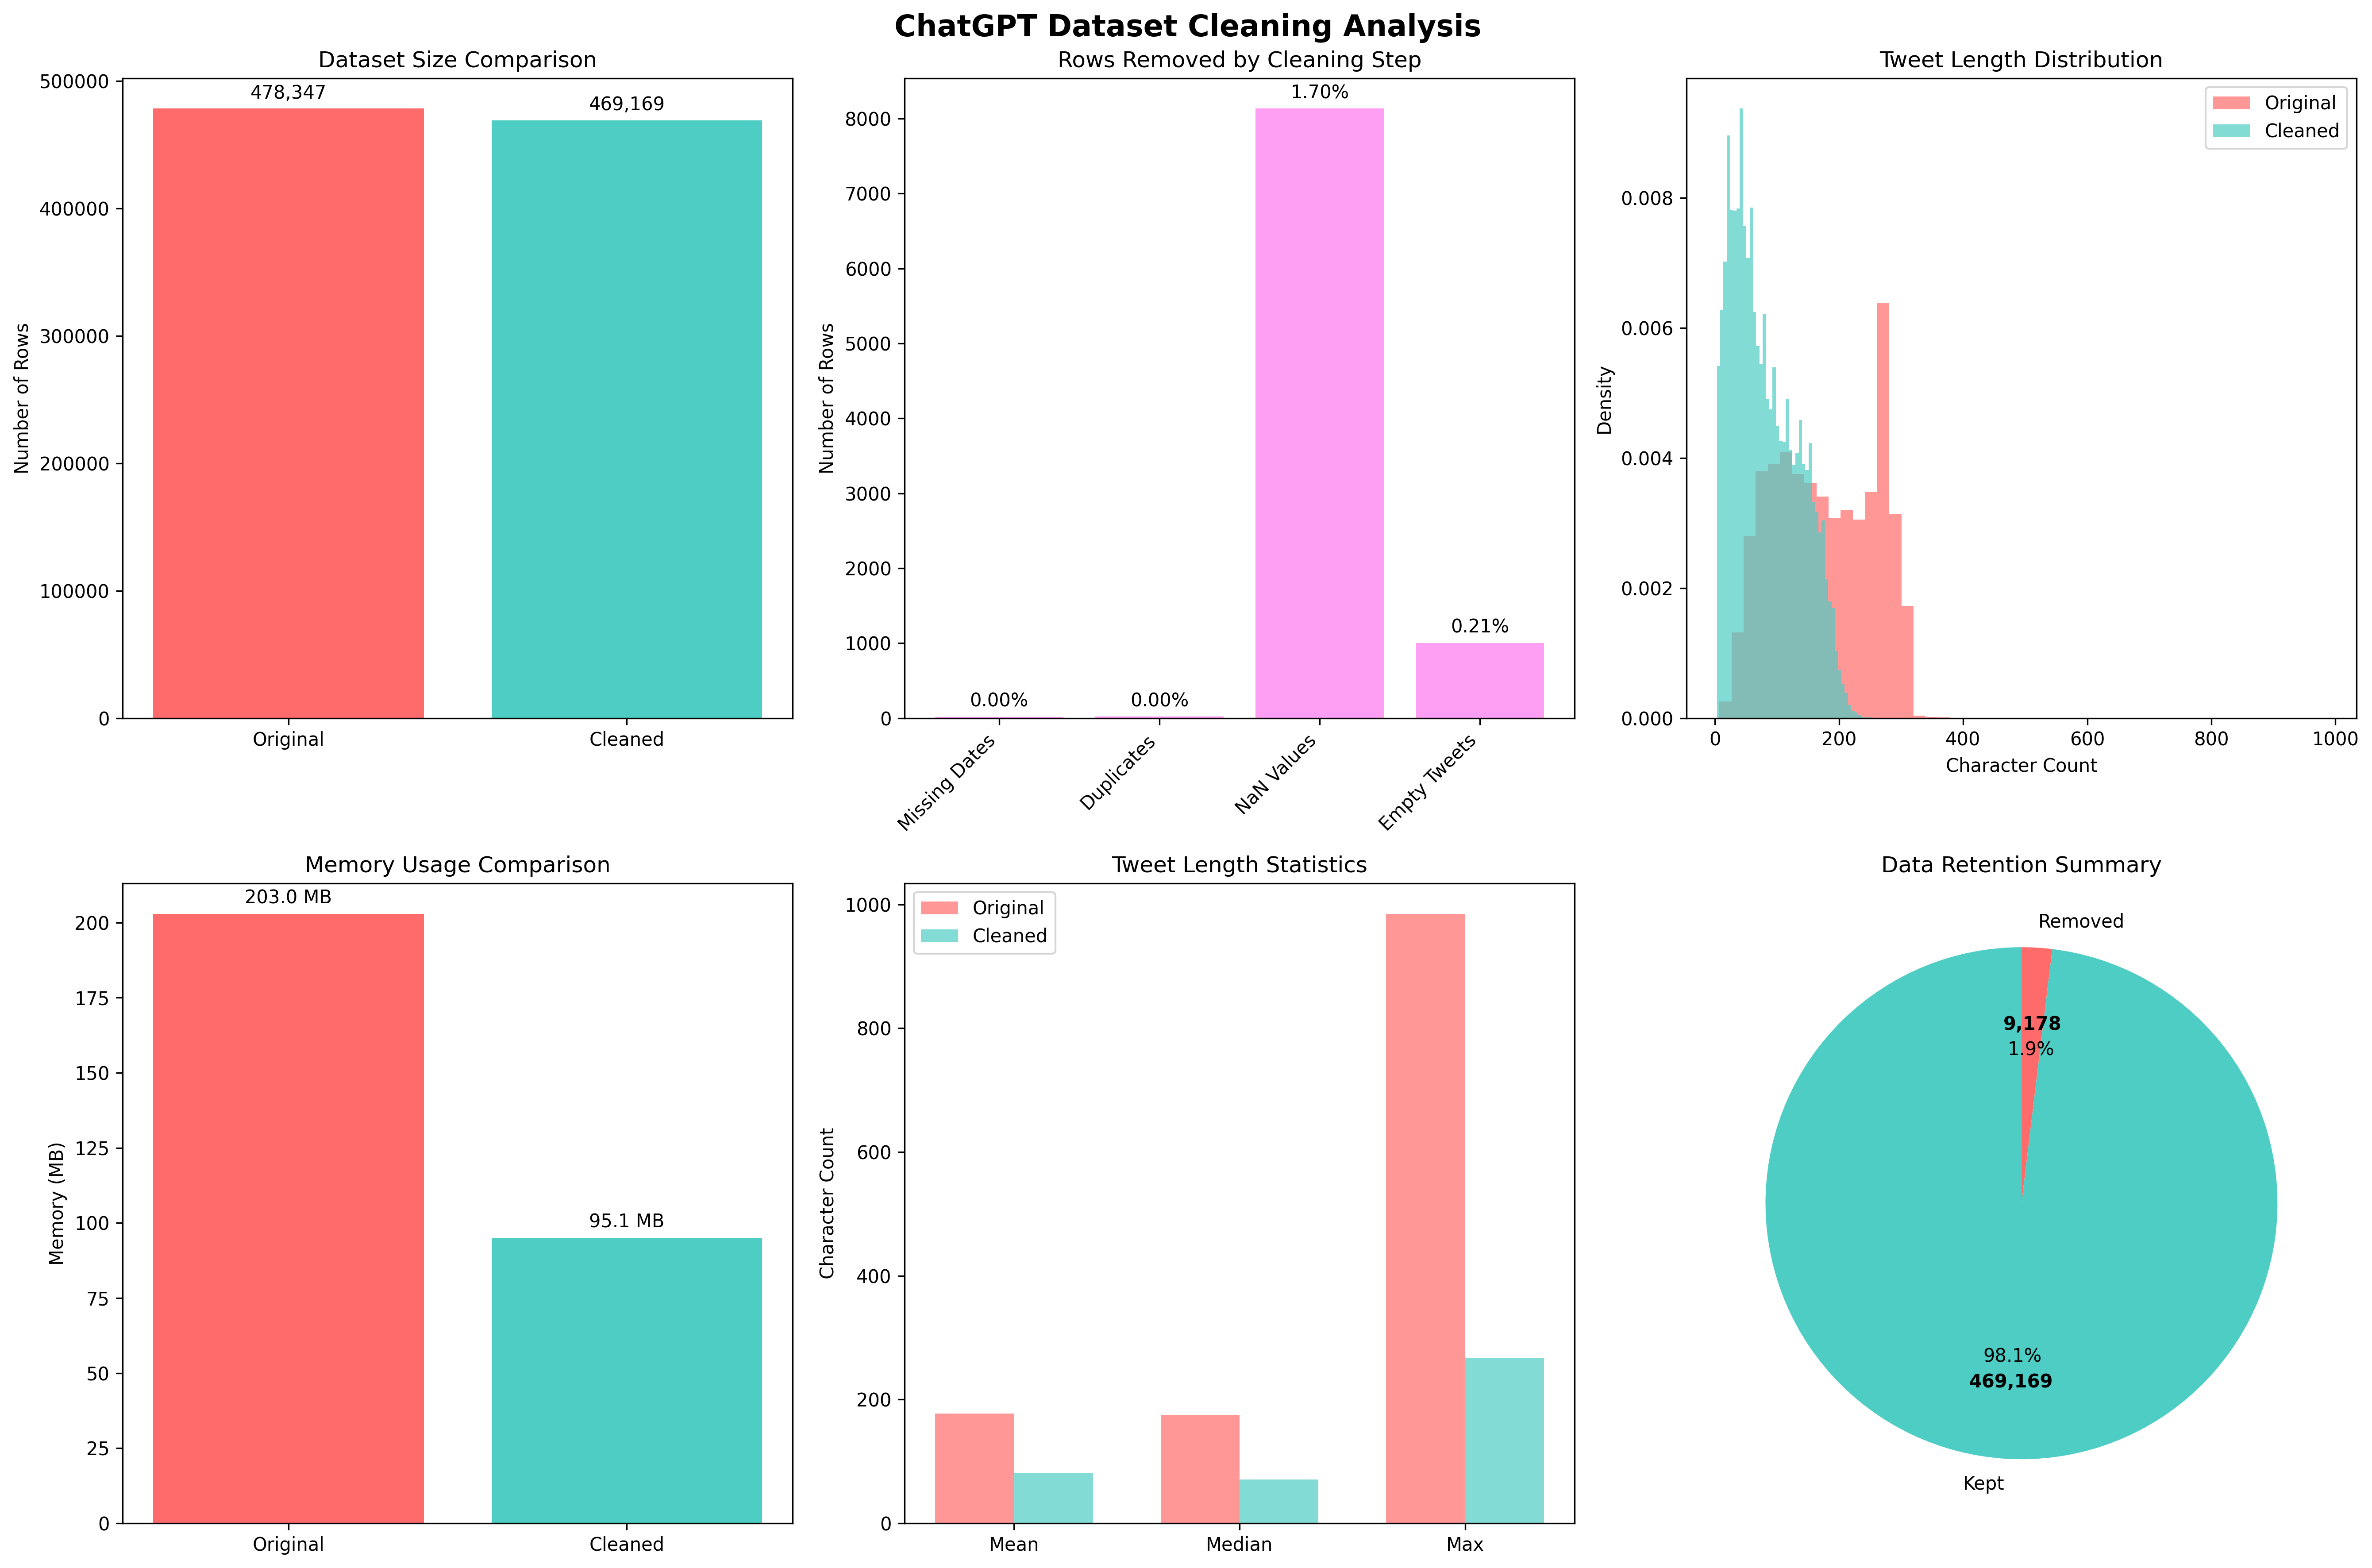 ChatGPT Dataset Cleaning Analysis
Dataset Size Comparison
Number of Rows
500000
400000
300000
200000
100000
0
478,347
469,169
Original
Cleaned
Rows Removed by Cleaning Step
Number of Rows
8000
7000
6000
5000
4000
3000
2000
1000
0
0.00%
0.00%
1.70%
0.21%
Missing Dates
Duplicates
NaN Values
Empty Tweets
Tweet Length Distribution
Original
Cleaned
Density
0.008
0.006
0.004
0.002
0.000
0
200
400
600
800
1000
Character Count
Memory Usage Comparison
Memory (MB)
200
175
150
125
100
75
50
25
0
203.0 MB
95.1 MB
Original
Cleaned
Tweet Length Statistics
Original
Cleaned
Character Count
1000
800
600
400
200
0
Mean
Median
Max
Data Retention Summary
Removed
9,178
1.9%
98.1%
469,169
Kept